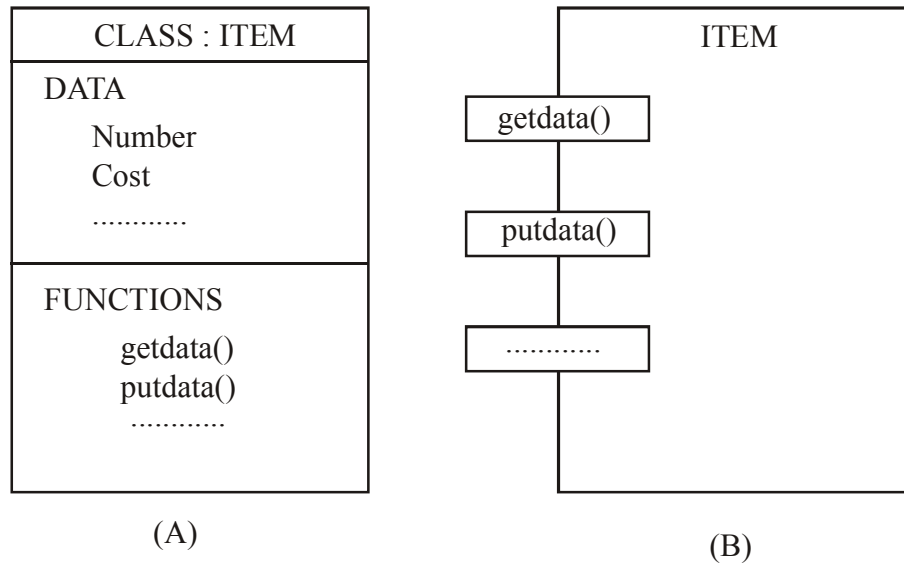 CLASS : ITEM
DATA
Number
Cost
............
FUNCTIONS
getdata()
putdata()
............
(A)
ITEM
getdata()
putdata()
............
(B)